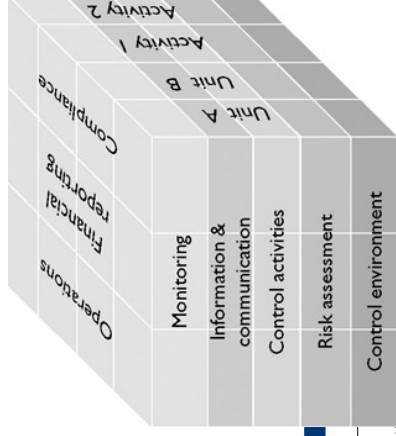 Operations
Financial
reporting
Compliance
Monitoring
Information &
communication
Control activities
Risk assessment
Control environment
Unit A
Unit B
Activity 1
Activity 2